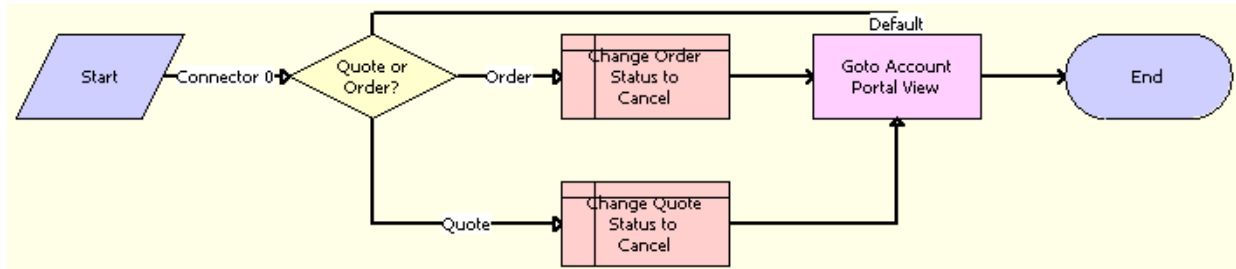 Default
Start
Connector 0
Quote or
Order?
Order
Change Order
Status to
Cancel
Goto Account
Portal View
End
Quote
Change Quote
Status to
Cancel